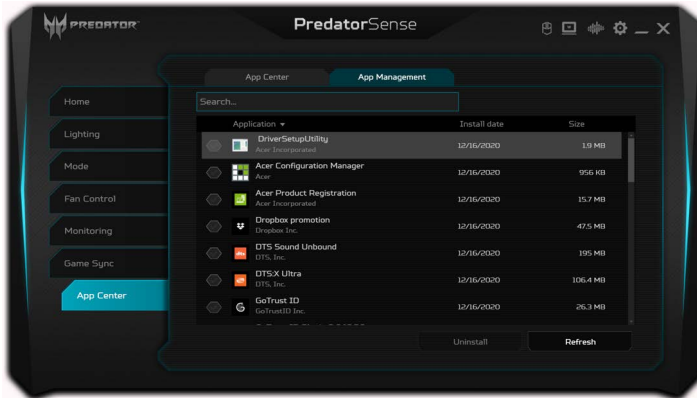 PREDATOR
PredatorSense
App Center
App Management
Home
Lighting
Mode
Fan Control
Monitoring
Game Sync
App Center
Search...
Application Install date Size
DriverSetupUtility
Acer Incorporated
12/16/2020 1.9 MB
Acer Configuration Manager
Acer
12/16/2020 956 KB
Acer Product Registration
Acer Incorporated
12/16/2020 15.7 MB
Dropbox promotion
Dropbox Inc.
12/16/2020 47.5 MB
DTS Sound Unbound
DTS, Inc.
12/16/2020 195 MB
DTS:X Ultra
DTS, Inc.
12/16/2020 106.4 MB
GoTrust ID
GoTrustID Inc.
12/16/2020 26.3 MB
Uninstall
Refresh